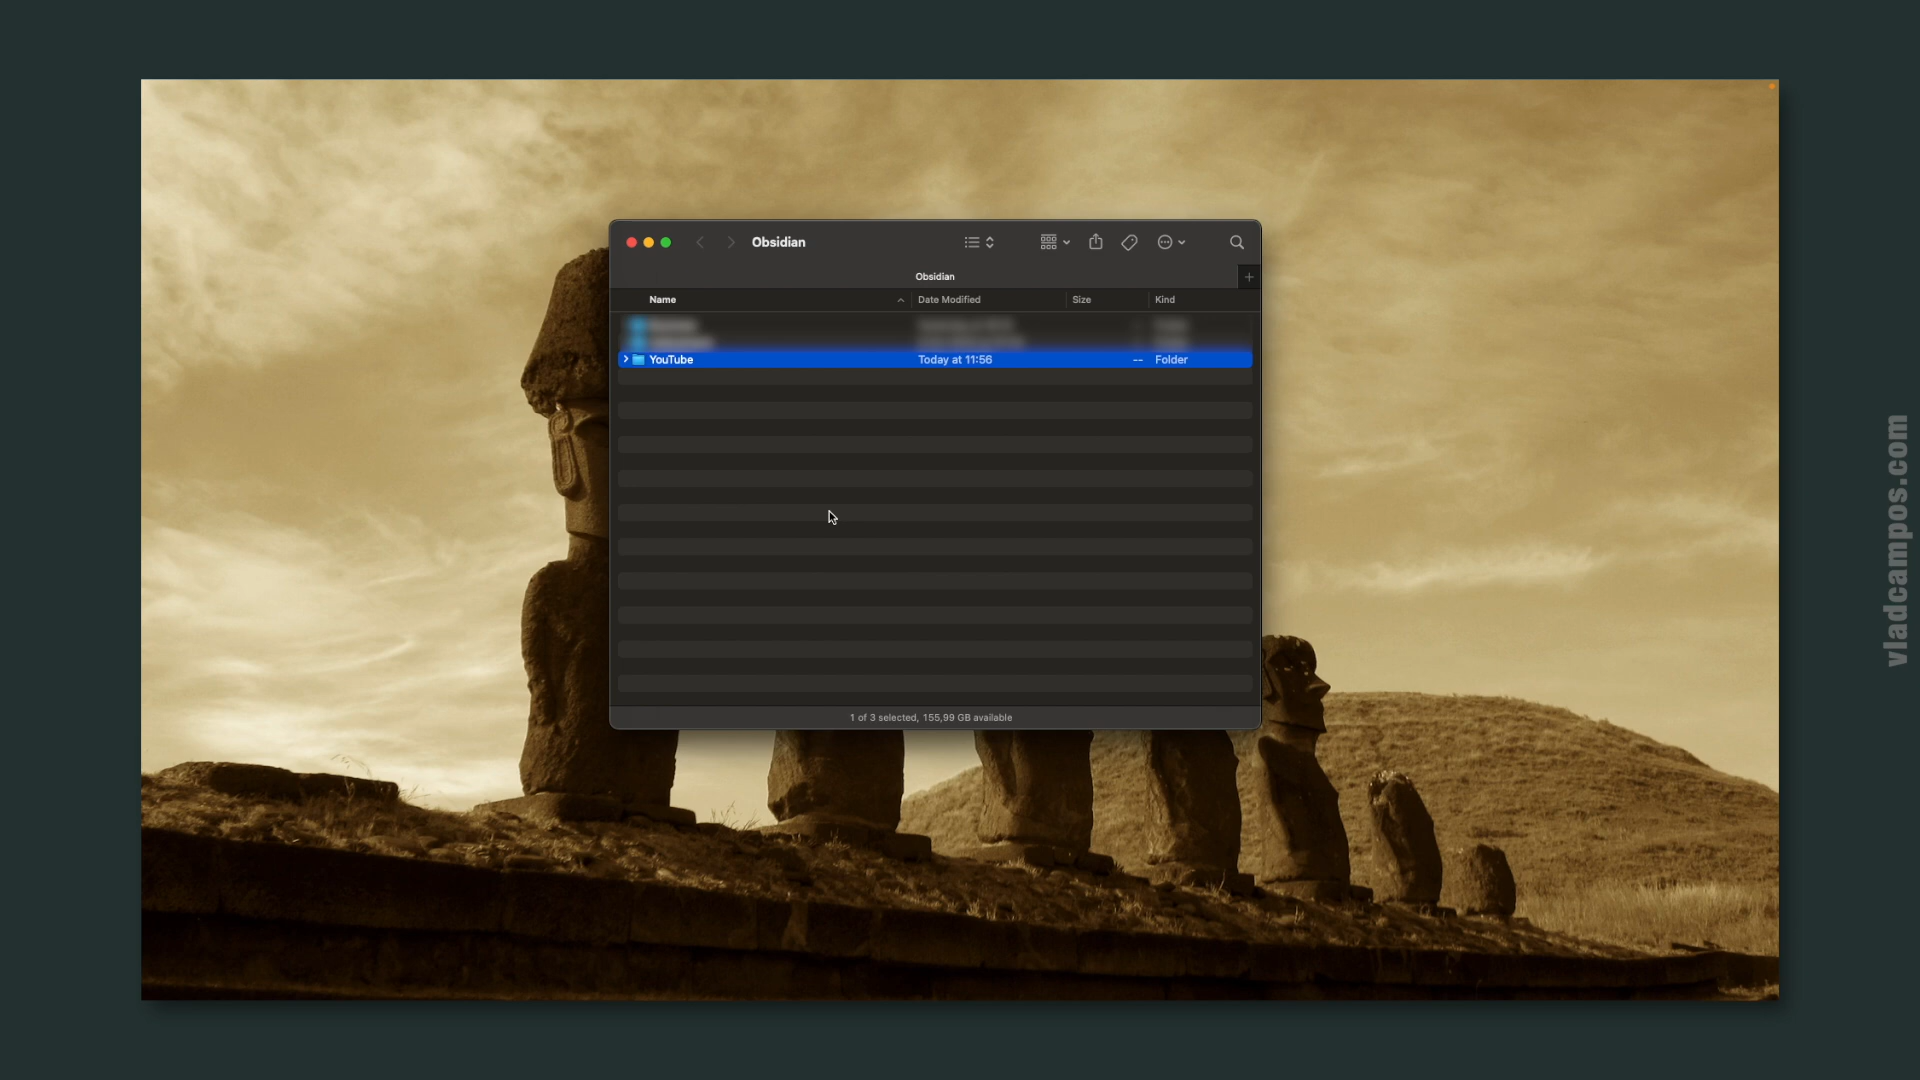 Obsidian
Obsidian
Name Date Modified Size Kind
YouTube Today at 11:56 -- Folder
1 of 3 selected, 155,99 GB available
vladcampos.com